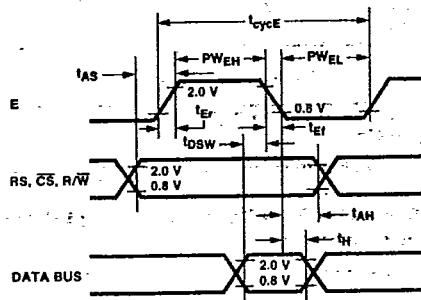 tcycE
PWEH
PWEL
tAS
2.0 V
E
0.8 V
tEr
tEf
tDSW
RS, C̅S̅, R/W̅
2.0 V
0.8 V
tAH
tH
DATA BUS
2.0 V
0.8 V